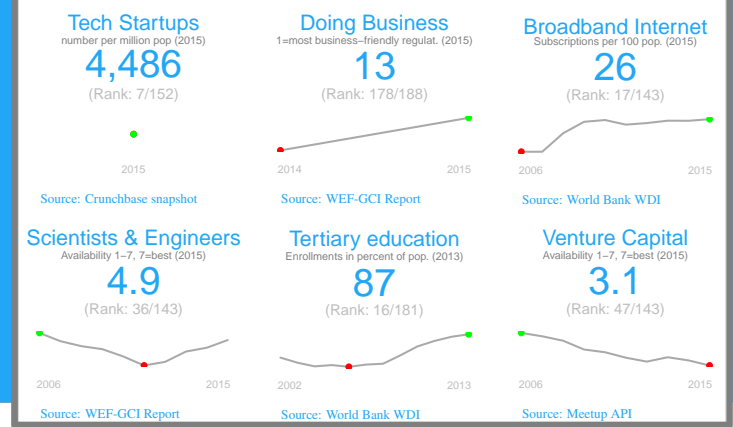 Tech Startups
number per million pop (2015)
4,486
(Rank: 7/152)
2015
Source: Crunchbase snapshot
Doing Business
1=most business−friendly regulat. (2015)
13
(Rank: 178/188)
2014 2015
Source: WEF-GCI Report
Broadband Internet
Subscriptions per 100 pop. (2015)
26
(Rank: 17/143)
2006 2015
Source: World Bank WDI
Scientists & Engineers
Availability 1−7, 7=best (2015)
4.9
(Rank: 36/143)
2006 2015
Source: WEF-GCI Report
Tertiary education
Enrollments in percent of pop. (2013)
87
(Rank: 16/181)
2002 2013
Source: World Bank WDI
Venture Capital
Availability 1−7, 7=best (2015)
3.1
(Rank: 47/143)
2006 2015
Source: Meetup API